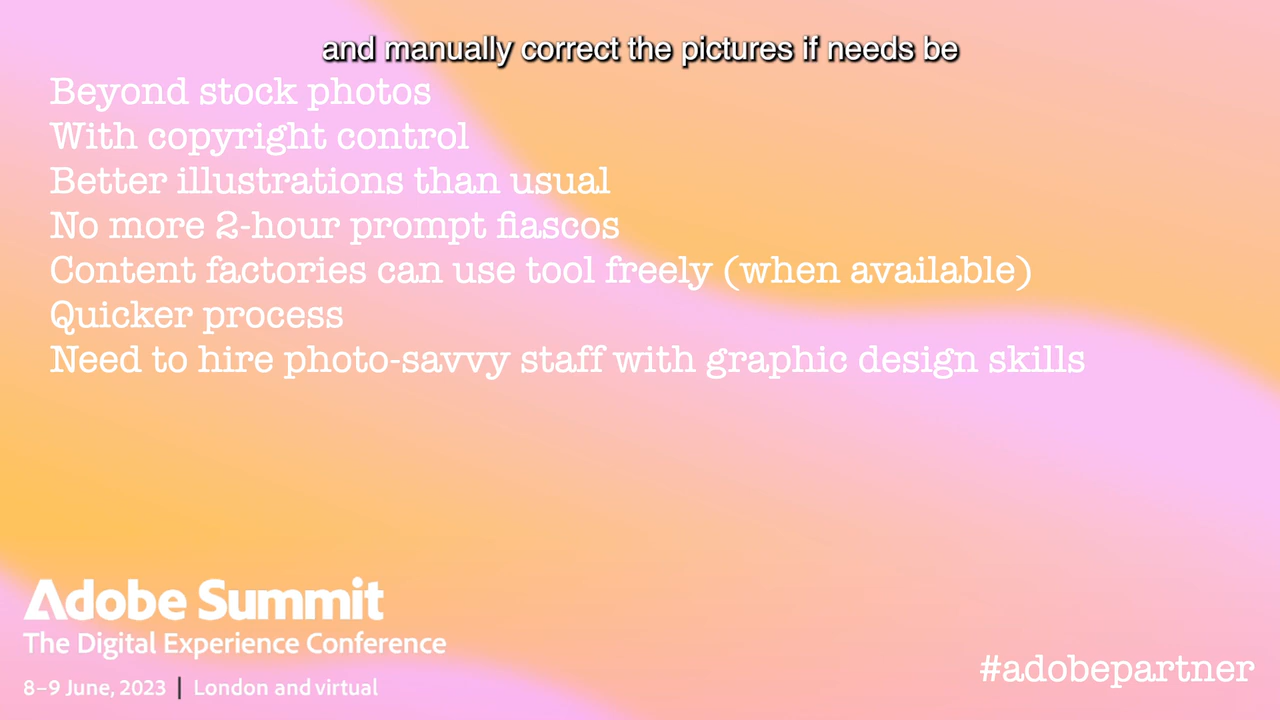 and manually correct the pictures if needs be
Beyond stock photos
With copyright control
Better illustrations than usual
No more 2-hour prompt fiascos
Content factories can use tool freely (when available)
Quicker process
Need to hire photo-savvy staff with graphic design skills
Adobe Summit
The Digital Experience Conference
8–9 June, 2023 | London and virtual
#adobepartner